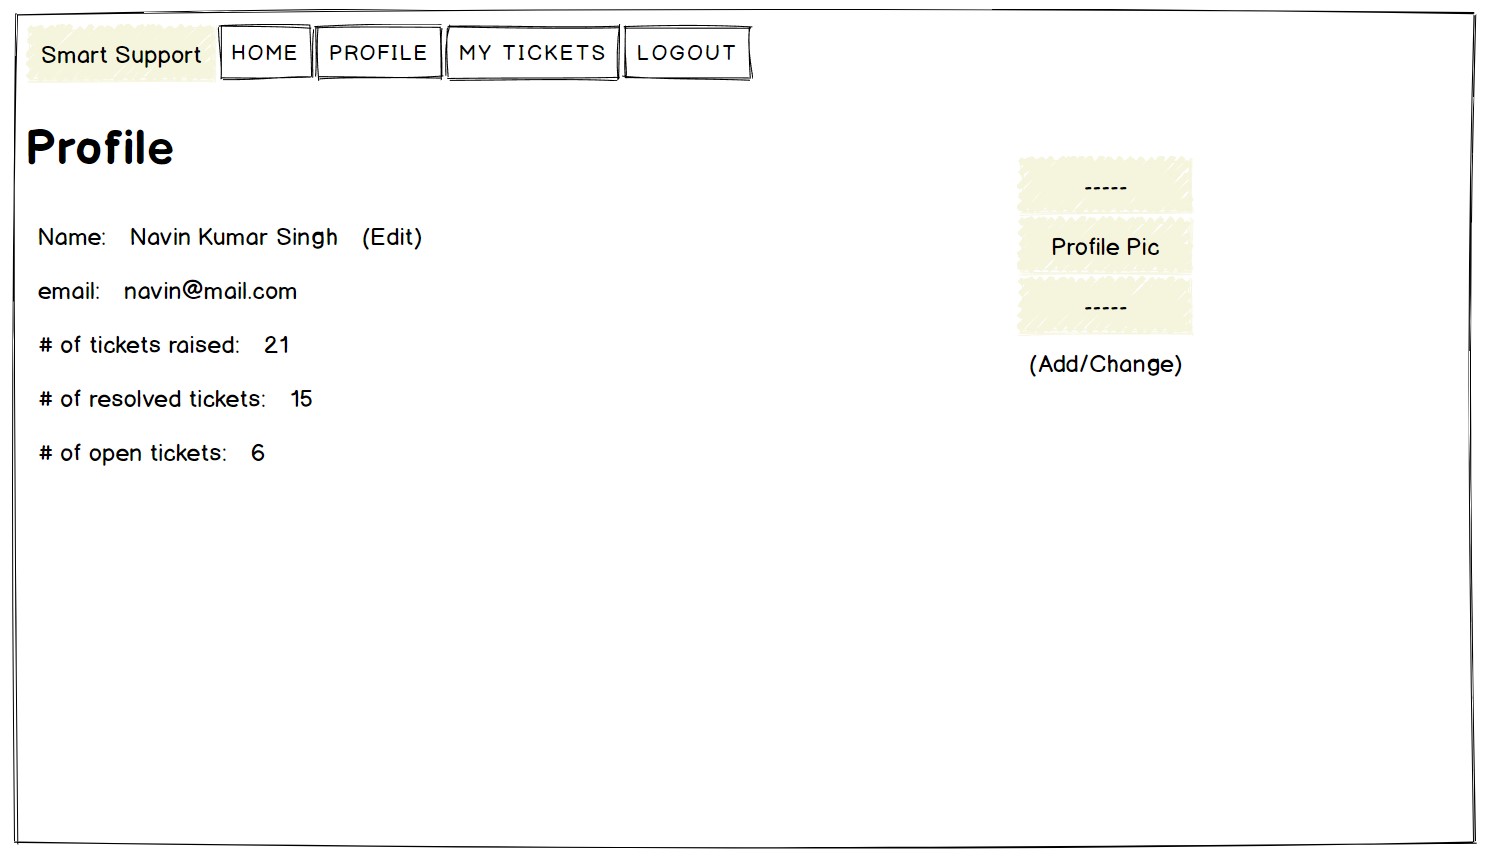 Smart Support HOME PROFILE MY TICKETS LOGOUT
Profile
-----
Profile Pic
-----
(Add/Change)
Name: Navin Kumar Singh (Edit)
email: navin@mail.com
# of tickets raised: 21
# of resolved tickets: 15
# of open tickets: 6